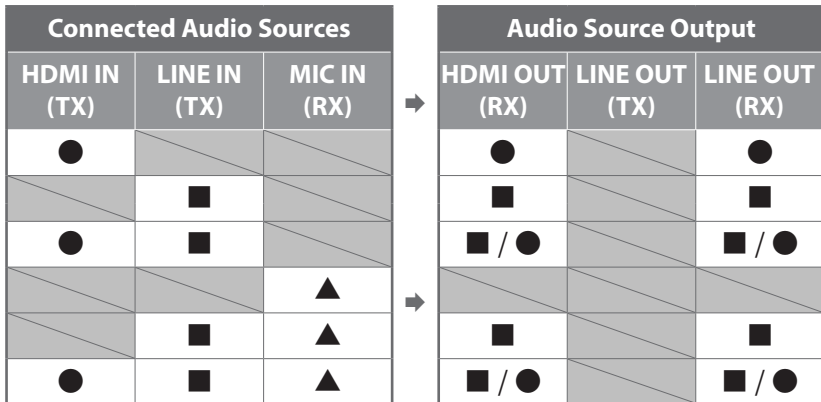 Connected Audio Sources
Audio Source Output
HDMI IN (TX)
LINE IN (TX)
MIC IN (RX)
HDMI OUT (RX)
LINE OUT (TX)
LINE OUT (RX)
● ●  ●
■ ■  ■
● ■ ■ / ●  ■ / ●
▲
■ ▲ ■  ■
● ■ ▲ ■ / ●  ■ / ●